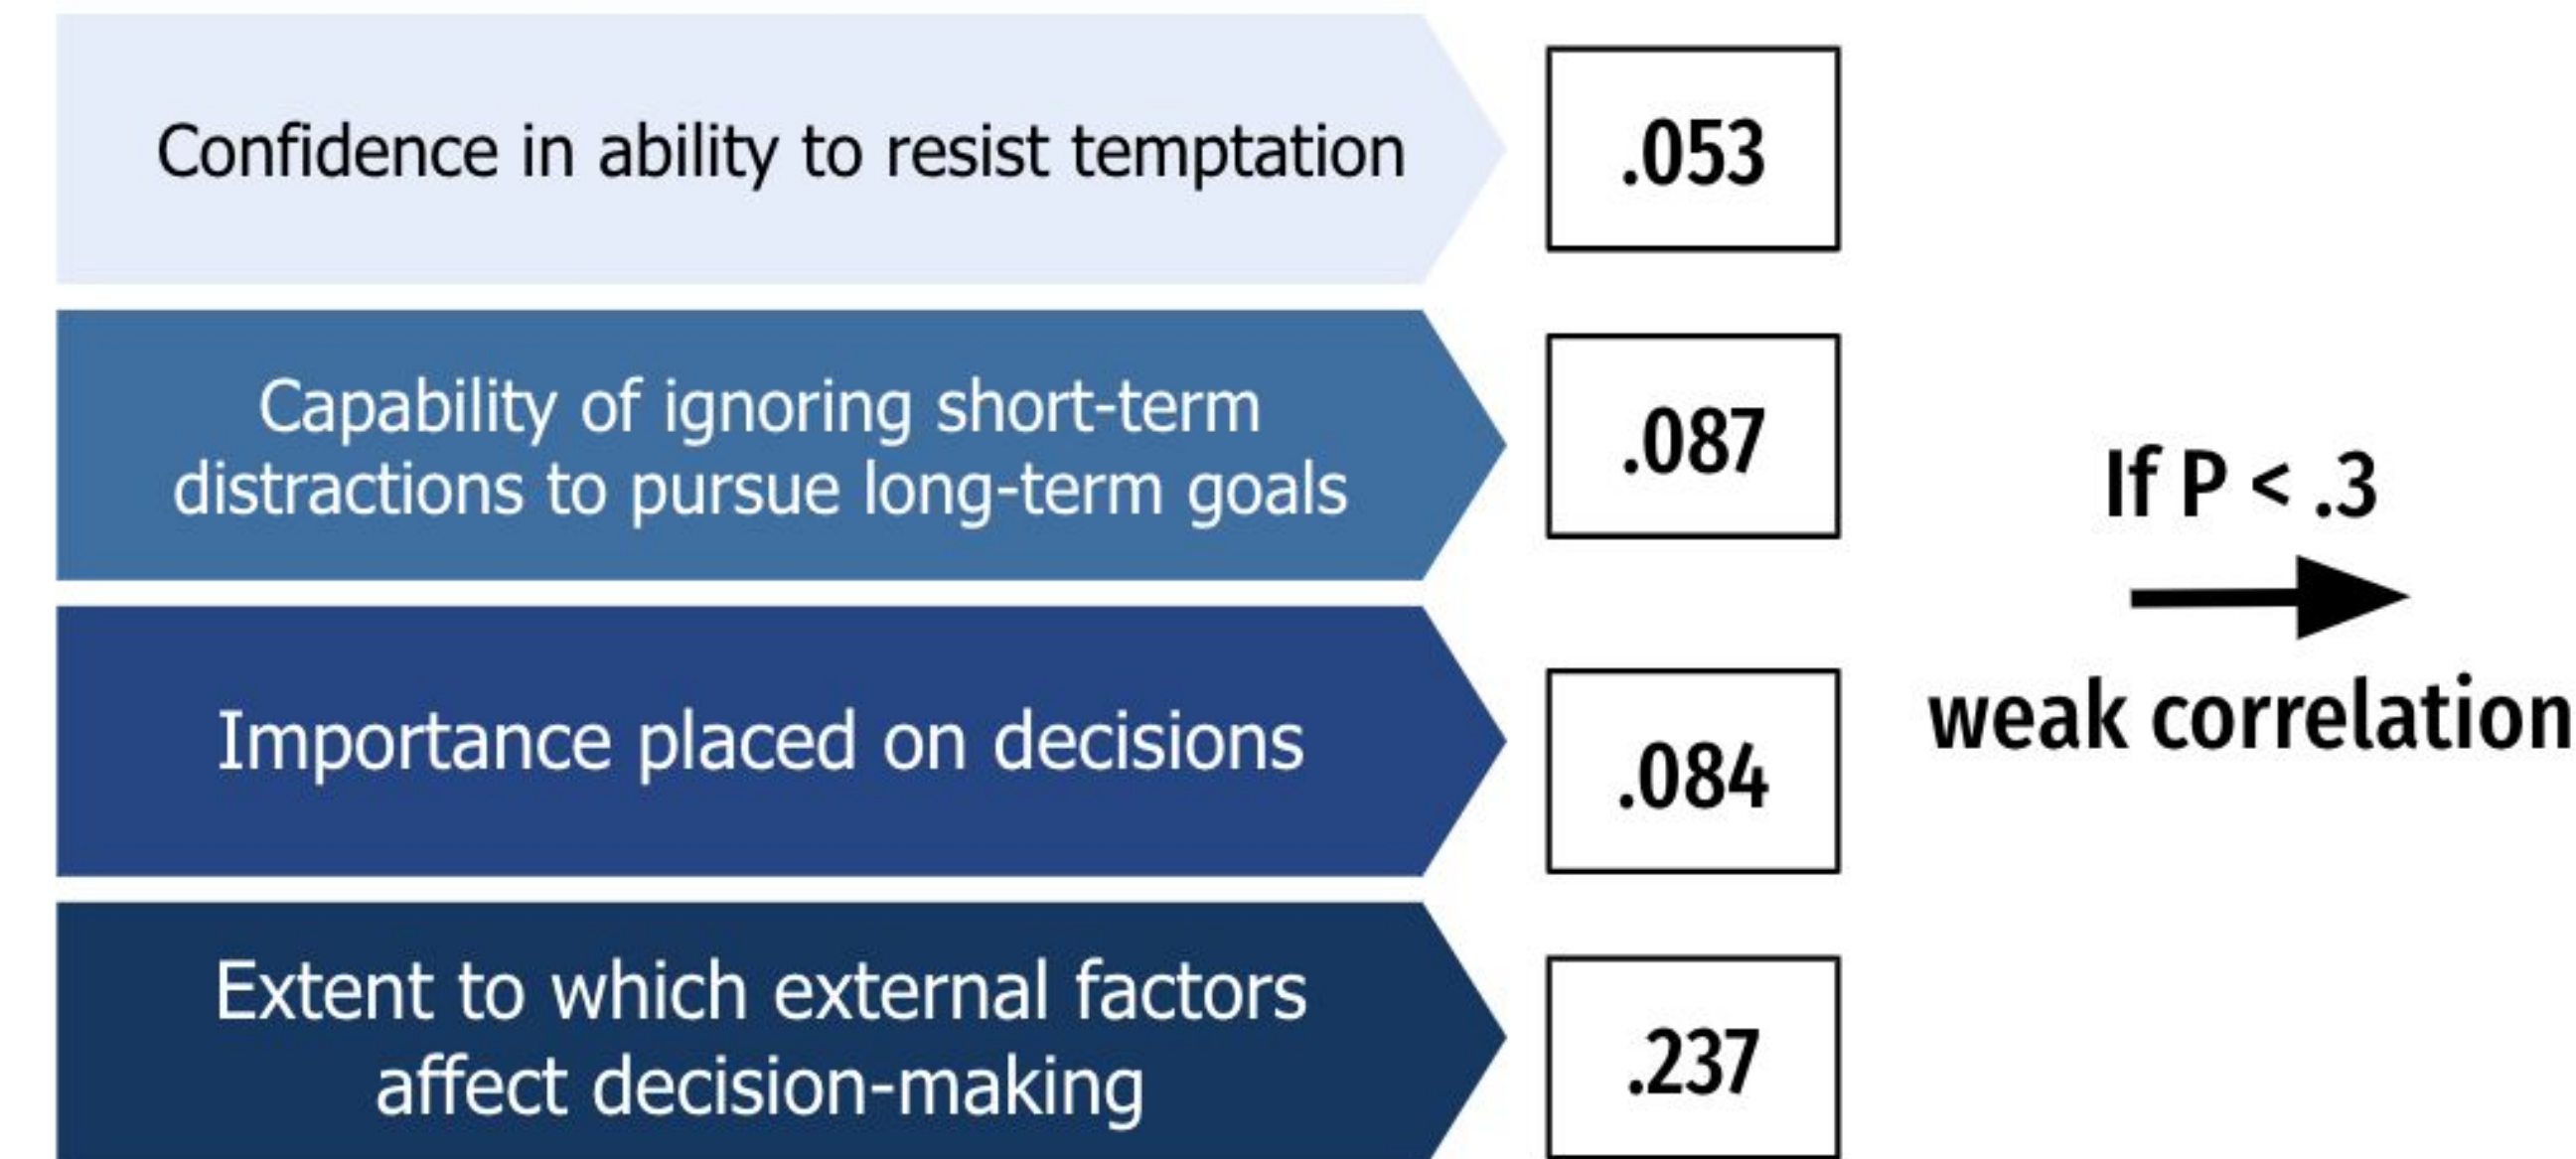 Confidence in ability to resist temptation
.053
Capability of ignoring short-term
distractions to pursue long-term goals
.087
Importance placed on decisions
.084
Extent to which external factors
affect decision-making
.237
If P < .3
weak correlation